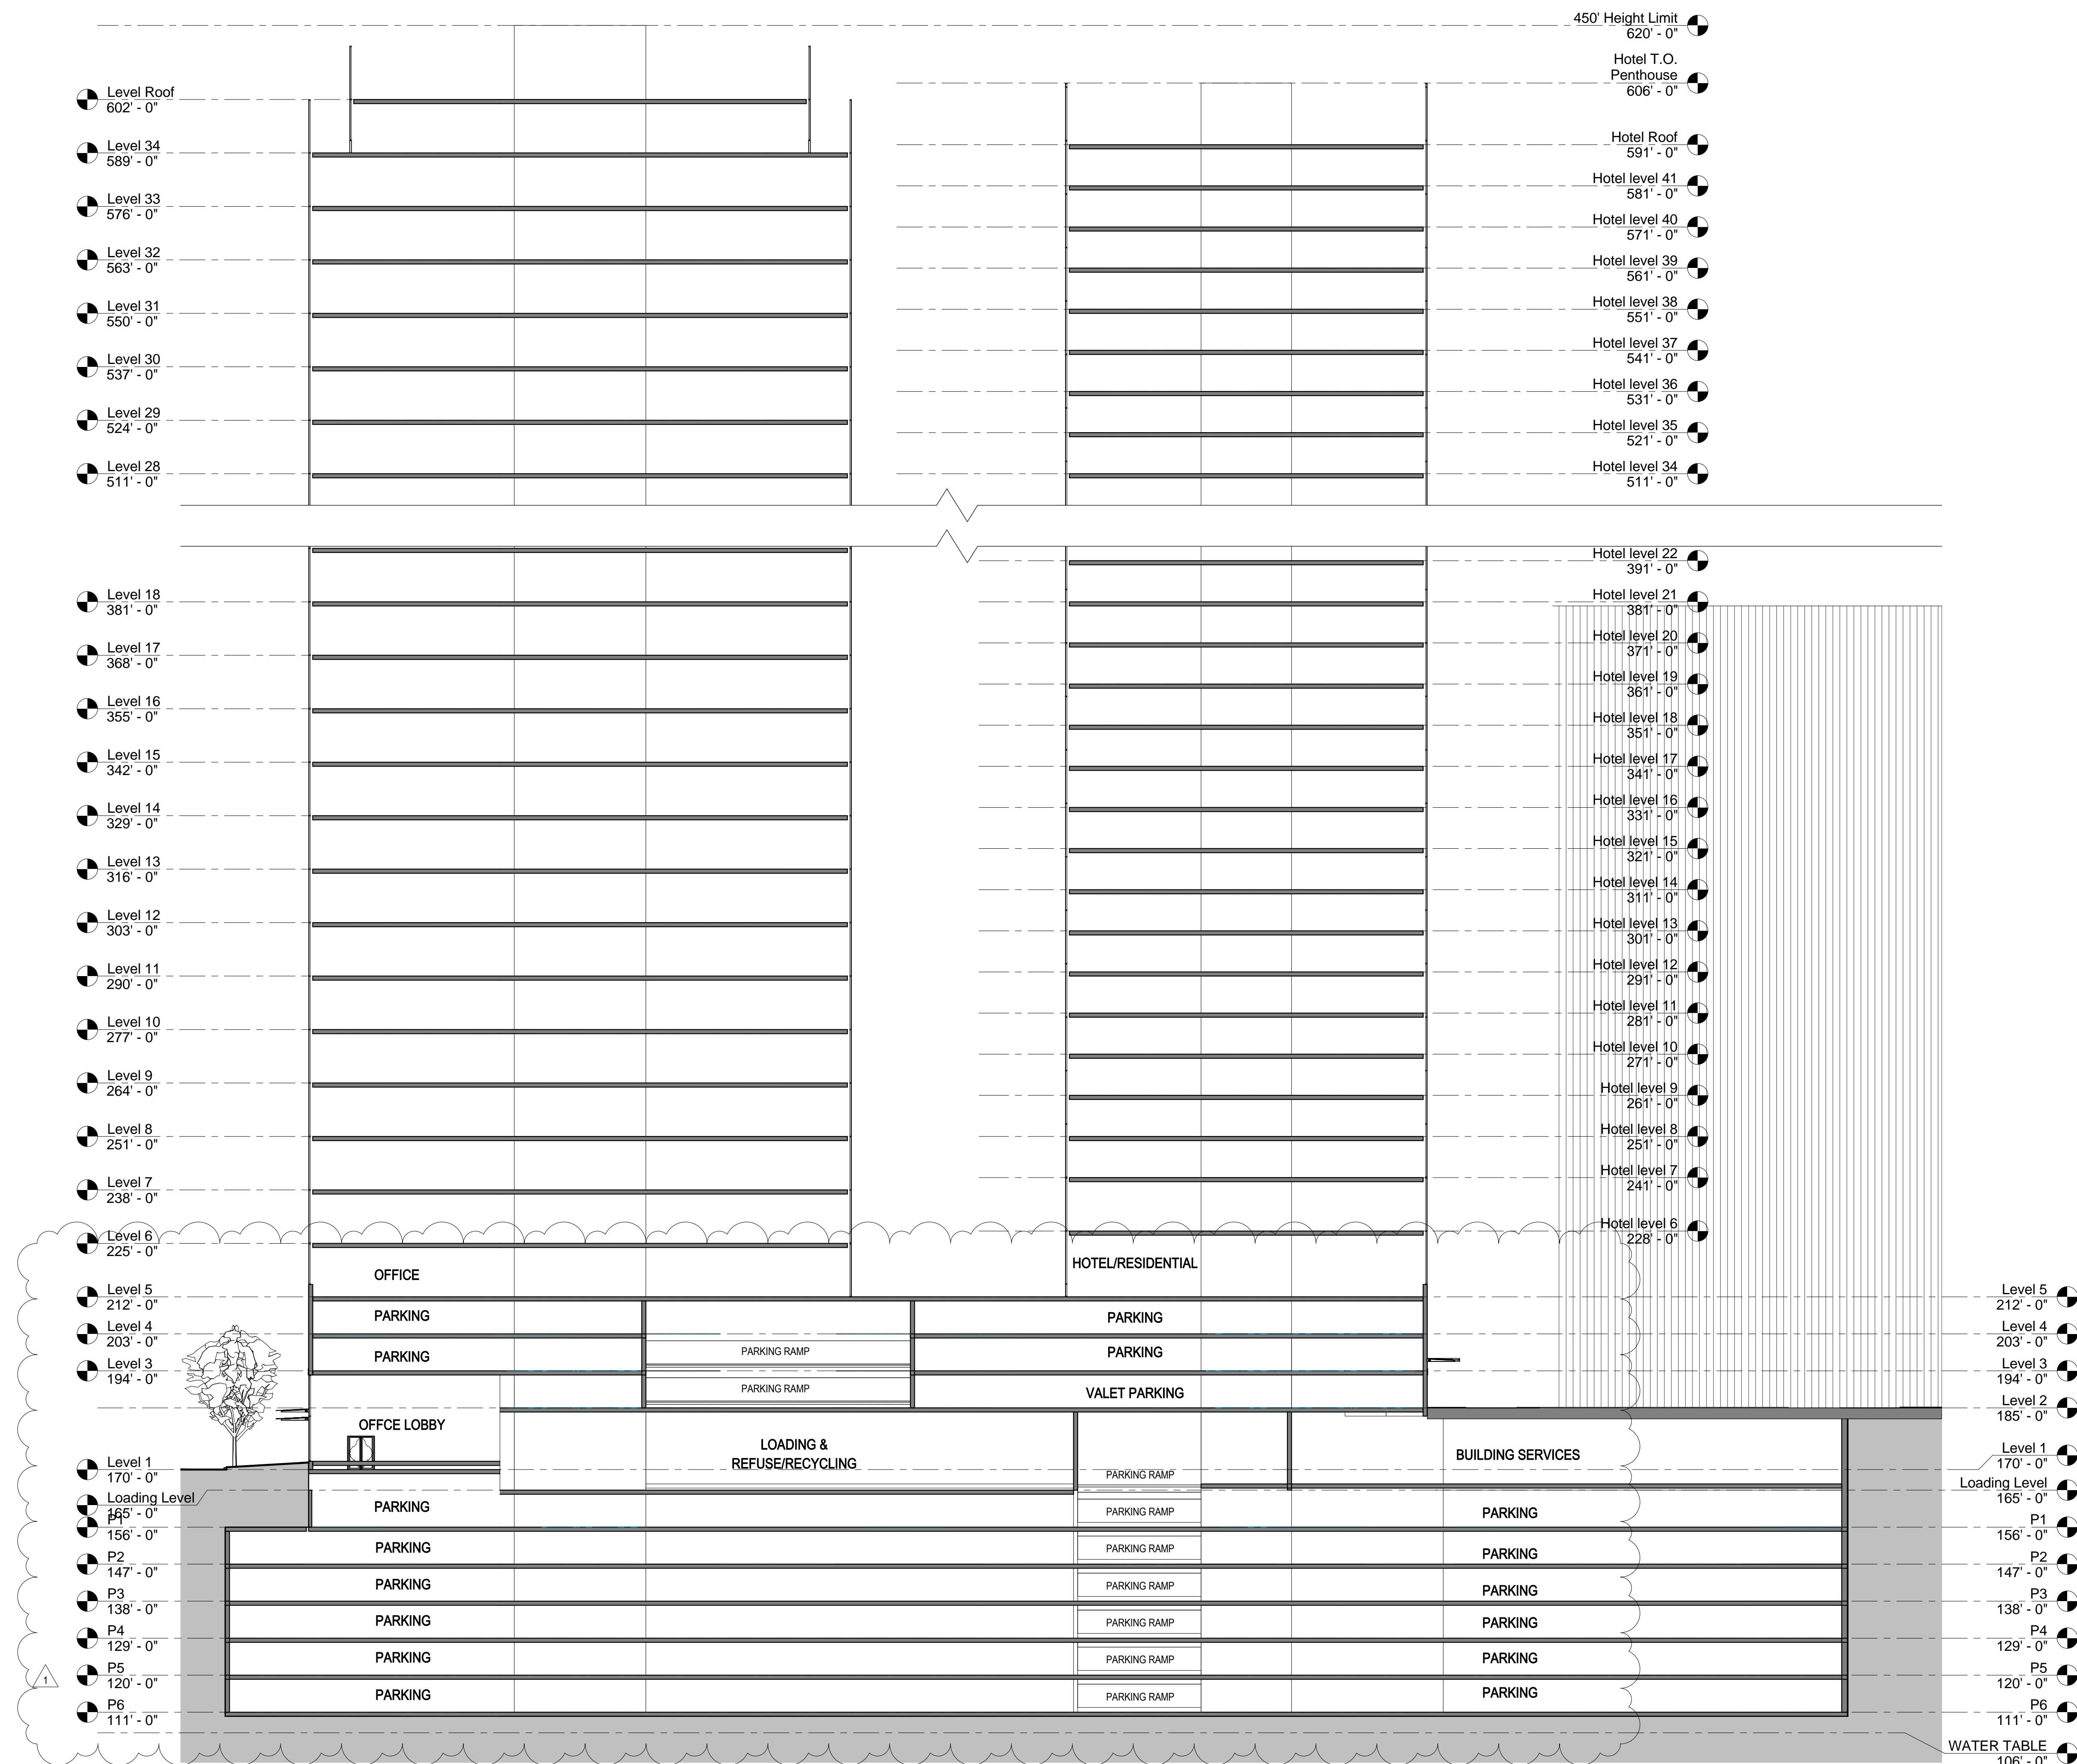 450' Height Limit
620' - 0"
Hotel T.O.
Penthouse
606' - 0"
Level Roof
602' - 0"
Hotel Roof
591' - 0"
Level 34
589' - 0"
Hotel level 41
581' - 0"
Level 33
576' - 0"
Hotel level 40
571' - 0"
Level 32
563' - 0"
Hotel level 39
561' - 0"
Level 31
550' - 0"
Hotel level 38
551' - 0"
Level 30
537' - 0"
Hotel level 37
541' - 0"
Hotel level 36
531' - 0"
Level 29
524' - 0"
Hotel level 35
521' - 0"
Level 28
511' - 0"
Hotel level 34
511' - 0"
Hotel level 22
391' - 0"
Level 18
381' - 0"
Hotel level 21
381' - 0"
Level 17
368' - 0"
Hotel level 20
371' - 0"
Hotel level 19
361' - 0"
Level 16
355' - 0"
Hotel level 18
351' - 0"
Level 15
342' - 0"
Hotel level 17
341' - 0"
Level 14
329' - 0"
Hotel level 16
331' - 0"
Hotel level 15
321' - 0"
Level 13
316' - 0"
Hotel level 14
311' - 0"
Level 12
303' - 0"
Hotel level 13
301' - 0"
Level 11
290' - 0"
Hotel level 12
291' - 0"
Hotel level 11
281' - 0"
Level 10
277' - 0"
Hotel level 10
271' - 0"
Level 9
264' - 0"
Hotel level 9
261' - 0"
Level 8
251' - 0"
Hotel level 8
251' - 0"
Level 7
238' - 0"
Hotel level 7
241' - 0"
Hotel level 6
228' - 0"
Level 6
225' - 0"
OFFICE
HOTEL/RESIDENTIAL
Level 5
212' - 0"
Level 5
212' - 0"
PARKING
PARKING
Level 4
203' - 0"
Level 4
203' - 0"
PARKING
PARKING RAMP
PARKING
Level 3
194' - 0"
Level 3
194' - 0"
PARKING RAMP
VALET PARKING
Level 2
185' - 0"
OFFCE LOBBY
LOADING &
REFUSE/RECYCLING
BUILDING SERVICES
Level 1
170' - 0"
Level 1
170' - 0"
PARKING RAMP
Loading Level
165' - 0"
Loading Level
165' - 0"
PARKING
PARKING RAMP
PARKING
P1
156' - 0"
P1
156' - 0"
PARKING
PARKING RAMP
PARKING
P2
147' - 0"
P2
147' - 0"
PARKING
PARKING RAMP
PARKING
P3
138' - 0"
P3
138' - 0"
PARKING
PARKING RAMP
PARKING
P4
129' - 0"
P4
129' - 0"
PARKING
PARKING RAMP
PARKING
1
P5
120' - 0"
P5
120' - 0"
PARKING
PARKING RAMP
PARKING
P6
111' - 0"
P6
111' - 0"
WATER TABLE
106' - 0"